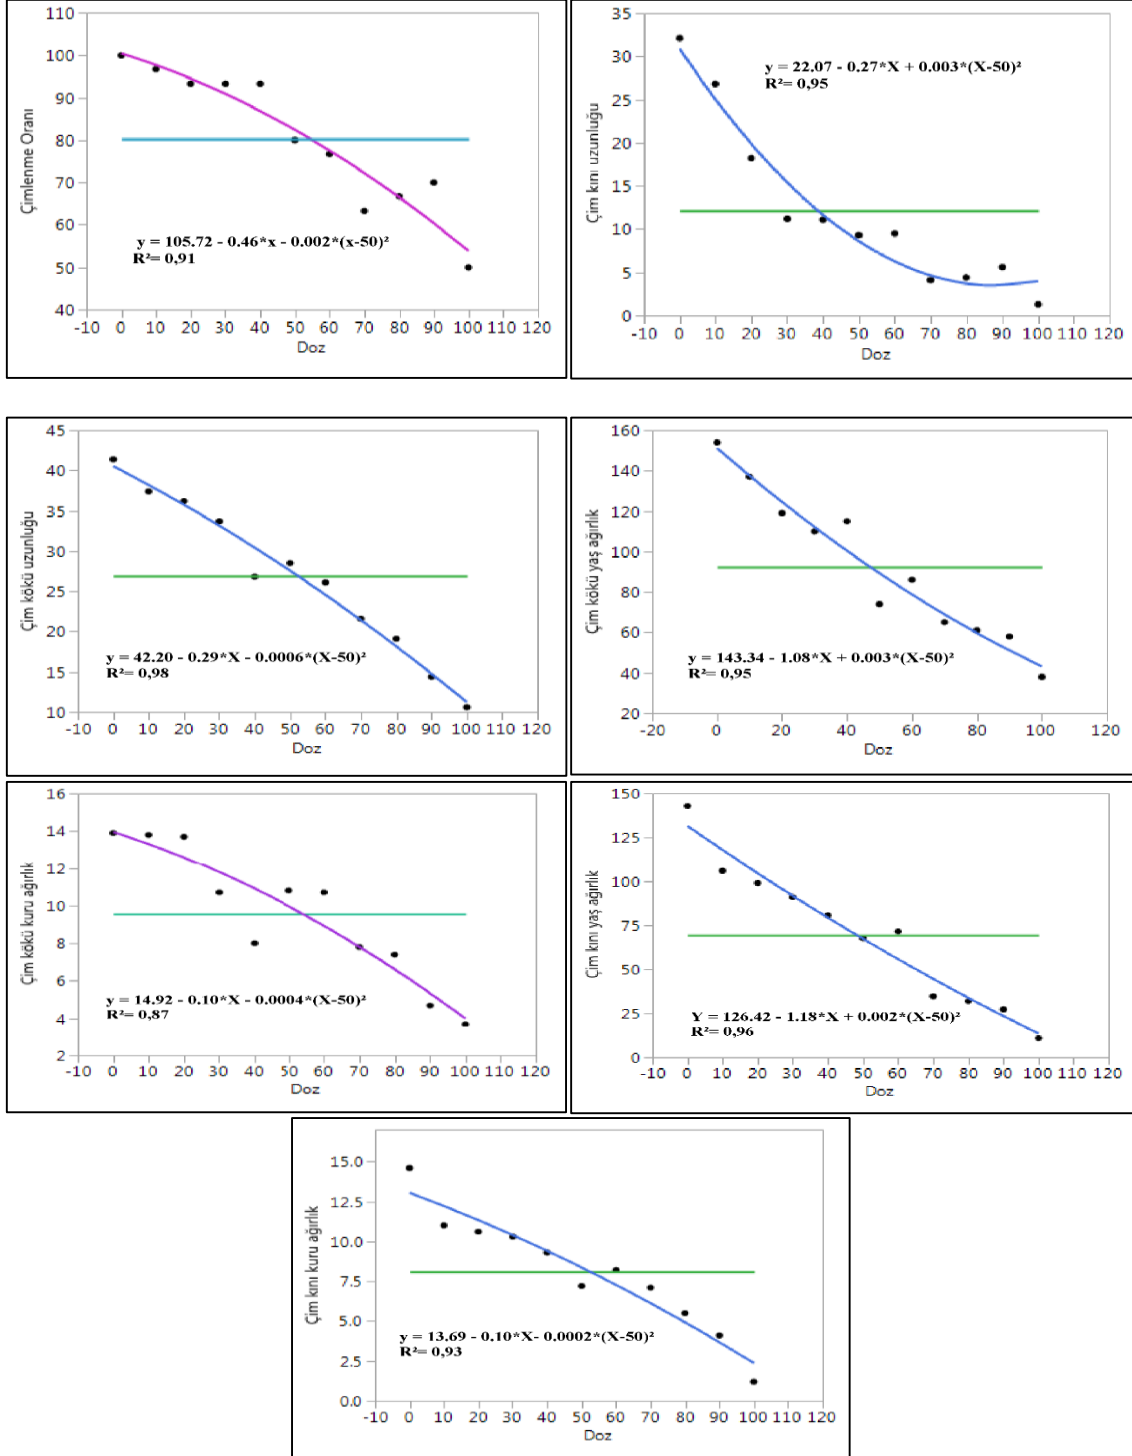 110
100
90
80
70
60
50
40
Çimlenme Oranı
y = 105.72 - 0.46*x - 0.002*(x-50)²
R²= 0,91
-10 0 10 20 30 40 50 60 70 80 90 100 110 120
Doz
35
30
25
20
15
10
5
0
Çim kını uzunluğu
y = 22.07 - 0.27*X + 0.003*(X-50)²
R²= 0,95
-10 0 10 20 30 40 50 60 70 80 90 100 110 120
Doz
45
40
35
30
25
20
15
10
Çim kökü uzunluğu
y = 42.20 - 0.29*X - 0.0006*(X-50)²
R²= 0,98
-10 0 10 20 30 40 50 60 70 80 90 100 110 120
Doz
160
140
120
100
80
60
40
20
Çim kökü yaş ağırlık
y = 143.34 - 1.08*X + 0.003*(X-50)²
R²= 0,95
-20 0 20 40 60 80 100 120
Doz
16
14
12
10
8
6
4
2
Çim kökü kuru ağırlık
y = 14.92 - 0.10*X - 0.0004*(X-50)²
R²= 0,87
-10 0 10 20 30 40 50 60 70 80 90 100 110 120
Doz
150
125
100
75
50
25
0
Çim kını yaş ağırlık
Y = 126.42 - 1.18*X + 0.002*(X-50)²
R²= 0,96
-10 0 10 20 30 40 50 60 70 80 90 100 110 120
Doz
15.0
12.5
10.0
7.5
5.0
2.5
0.0
Çim kını kuru ağırlık
y = 13.69 - 0.10*X- 0.0002*(X-50)²
R²= 0,93
-10 0 10 20 30 40 50 60 70 80 90 100 110 120
Doz